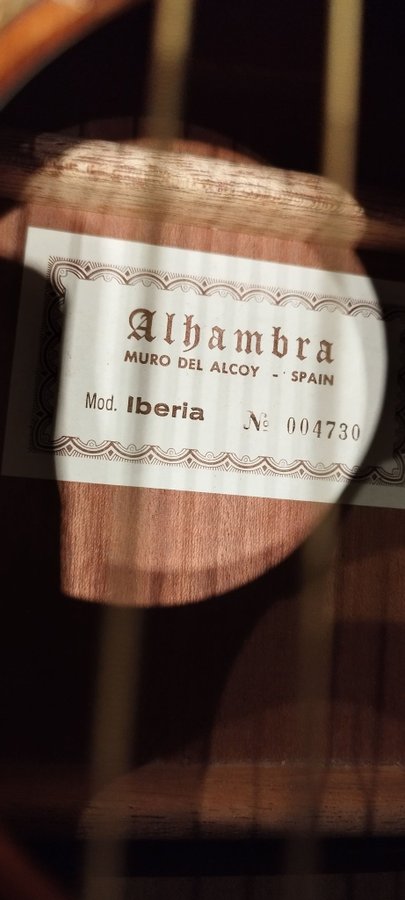 Alhambra
MURO DEL ALCOY - SPAIN
Mod. Iberia № 004730